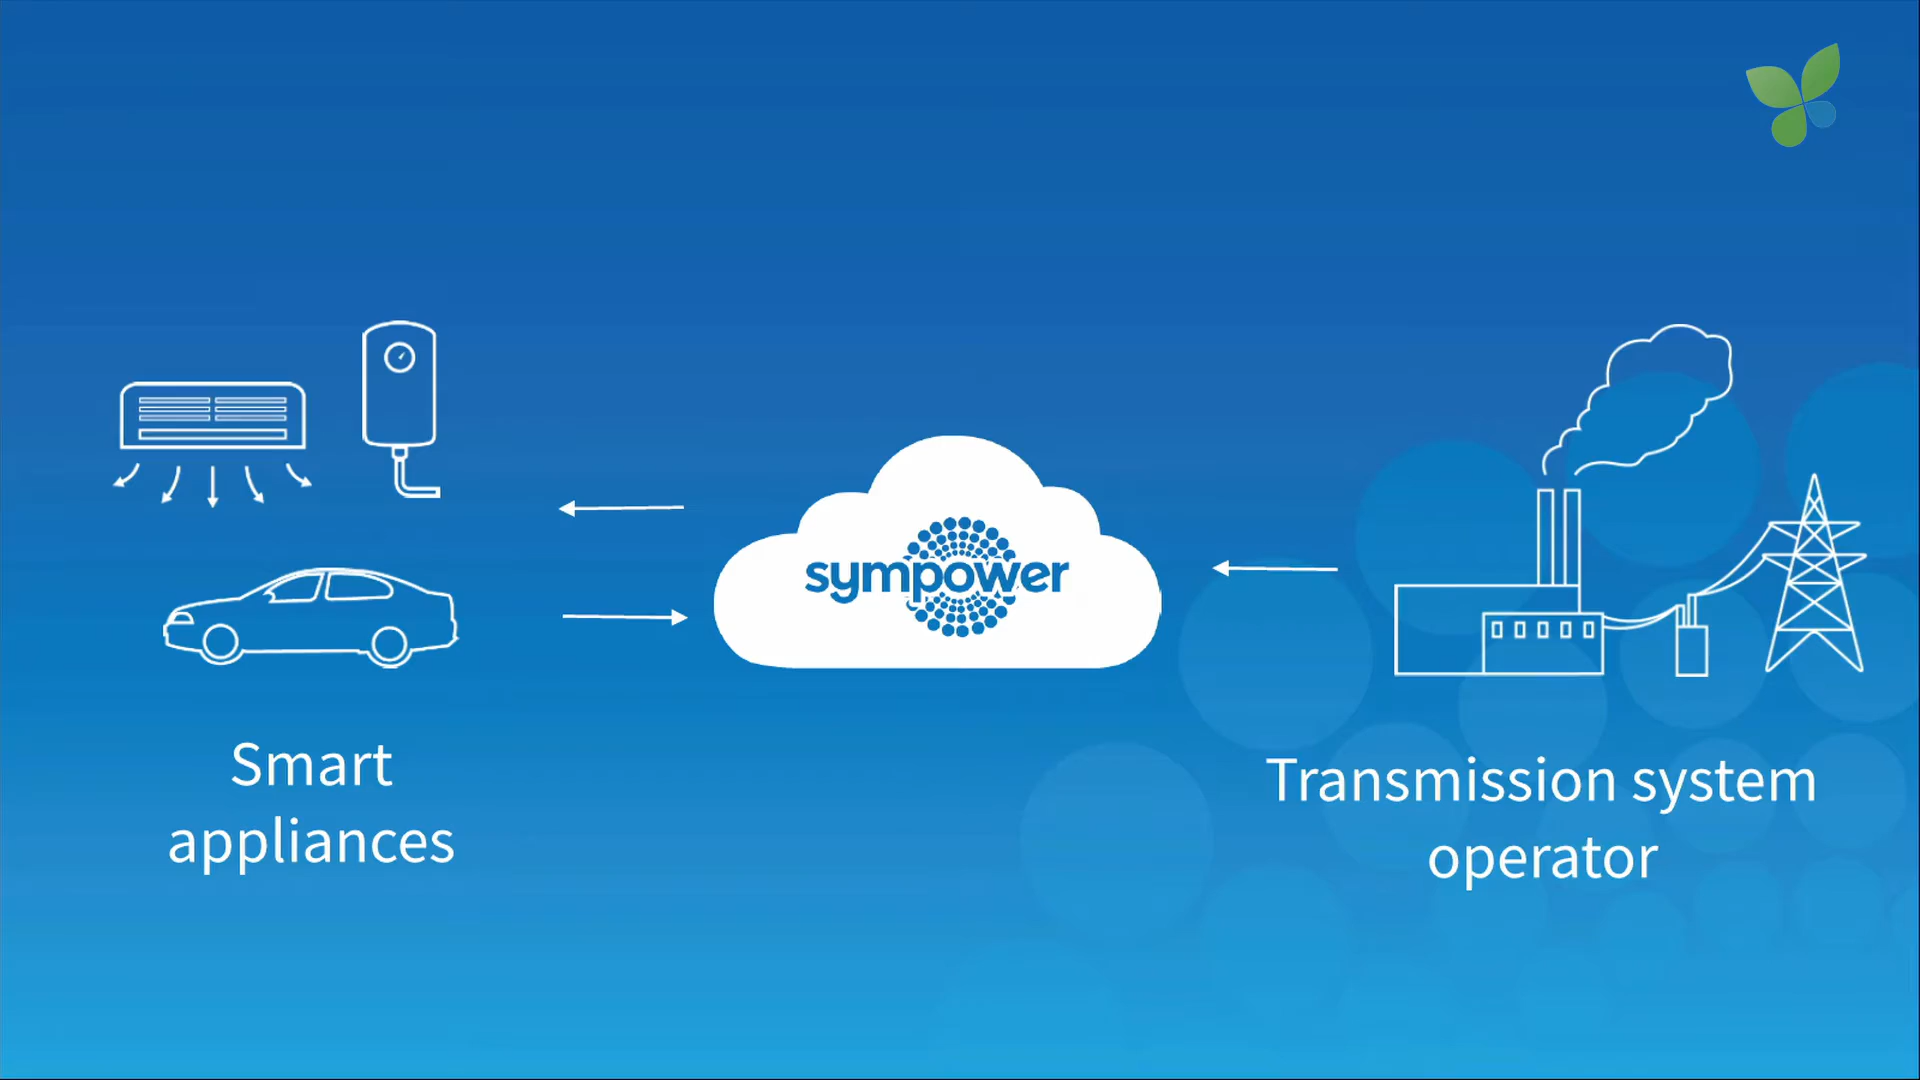 sympower
Smart
appliances
Transmission system
operator